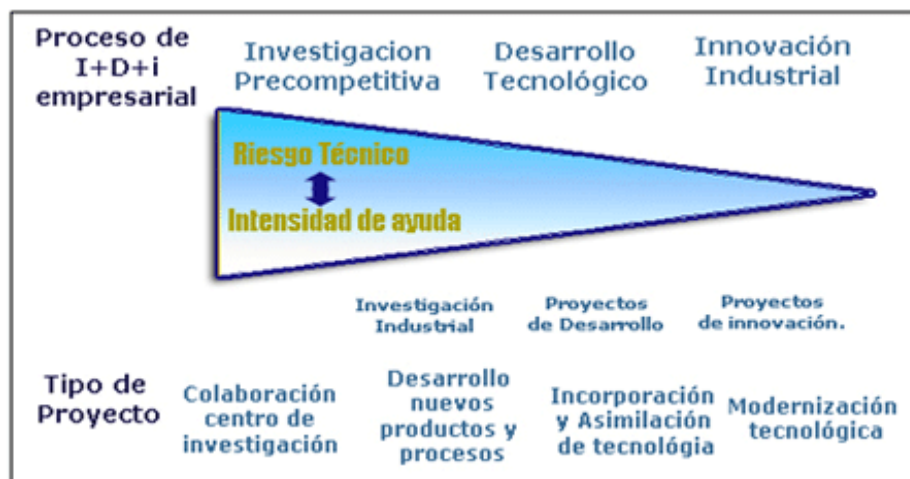 Proceso de
I+D+i
empresarial
Investigacion
Precompetitiva
Desarrollo
Tecnológico
Innovación
Industrial
Riesgo Técnico
Intensidad de ayuda
Investigación
Industrial
Proyectos
de Desarrollo
Proyectos
de innovación.
Tipo de
Proyecto
Colaboración
centro de
investigación
Desarrollo
nuevos
productos y
procesos
Incorporación
y Asimilación
de tecnológia
Modernización
tecnológica